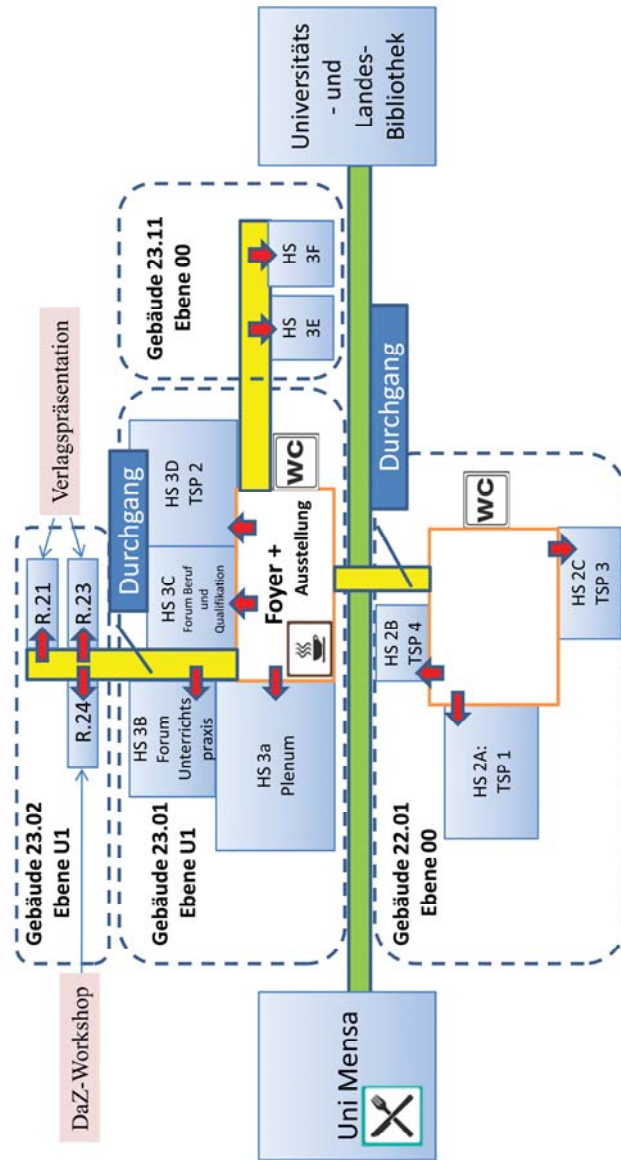 DaZ-Workshop
Verlagspräsentation
Gebäude 23.02
Ebene U1
R.24
R.21
R.23
Durchgang
Gebäude 23.01
Ebene U1
HS 3B
Forum
Unterrichts
praxis
HS 3C
Forum Beruf
und
Qualifikation
HS 3D
TSP 2
HS 3a
Plenum
Foyer +
Ausstellung
WC
Gebäude 23.11
Ebene 00
HS
3E
HS
3F
Uni Mensa
Universitäts
- und
Landes-
Bibliothek
Durchgang
Gebäude 22.01
Ebene 00
HS 2A:
TSP 1
HS 2B
TSP 4
HS 2C
TSP 3
WC